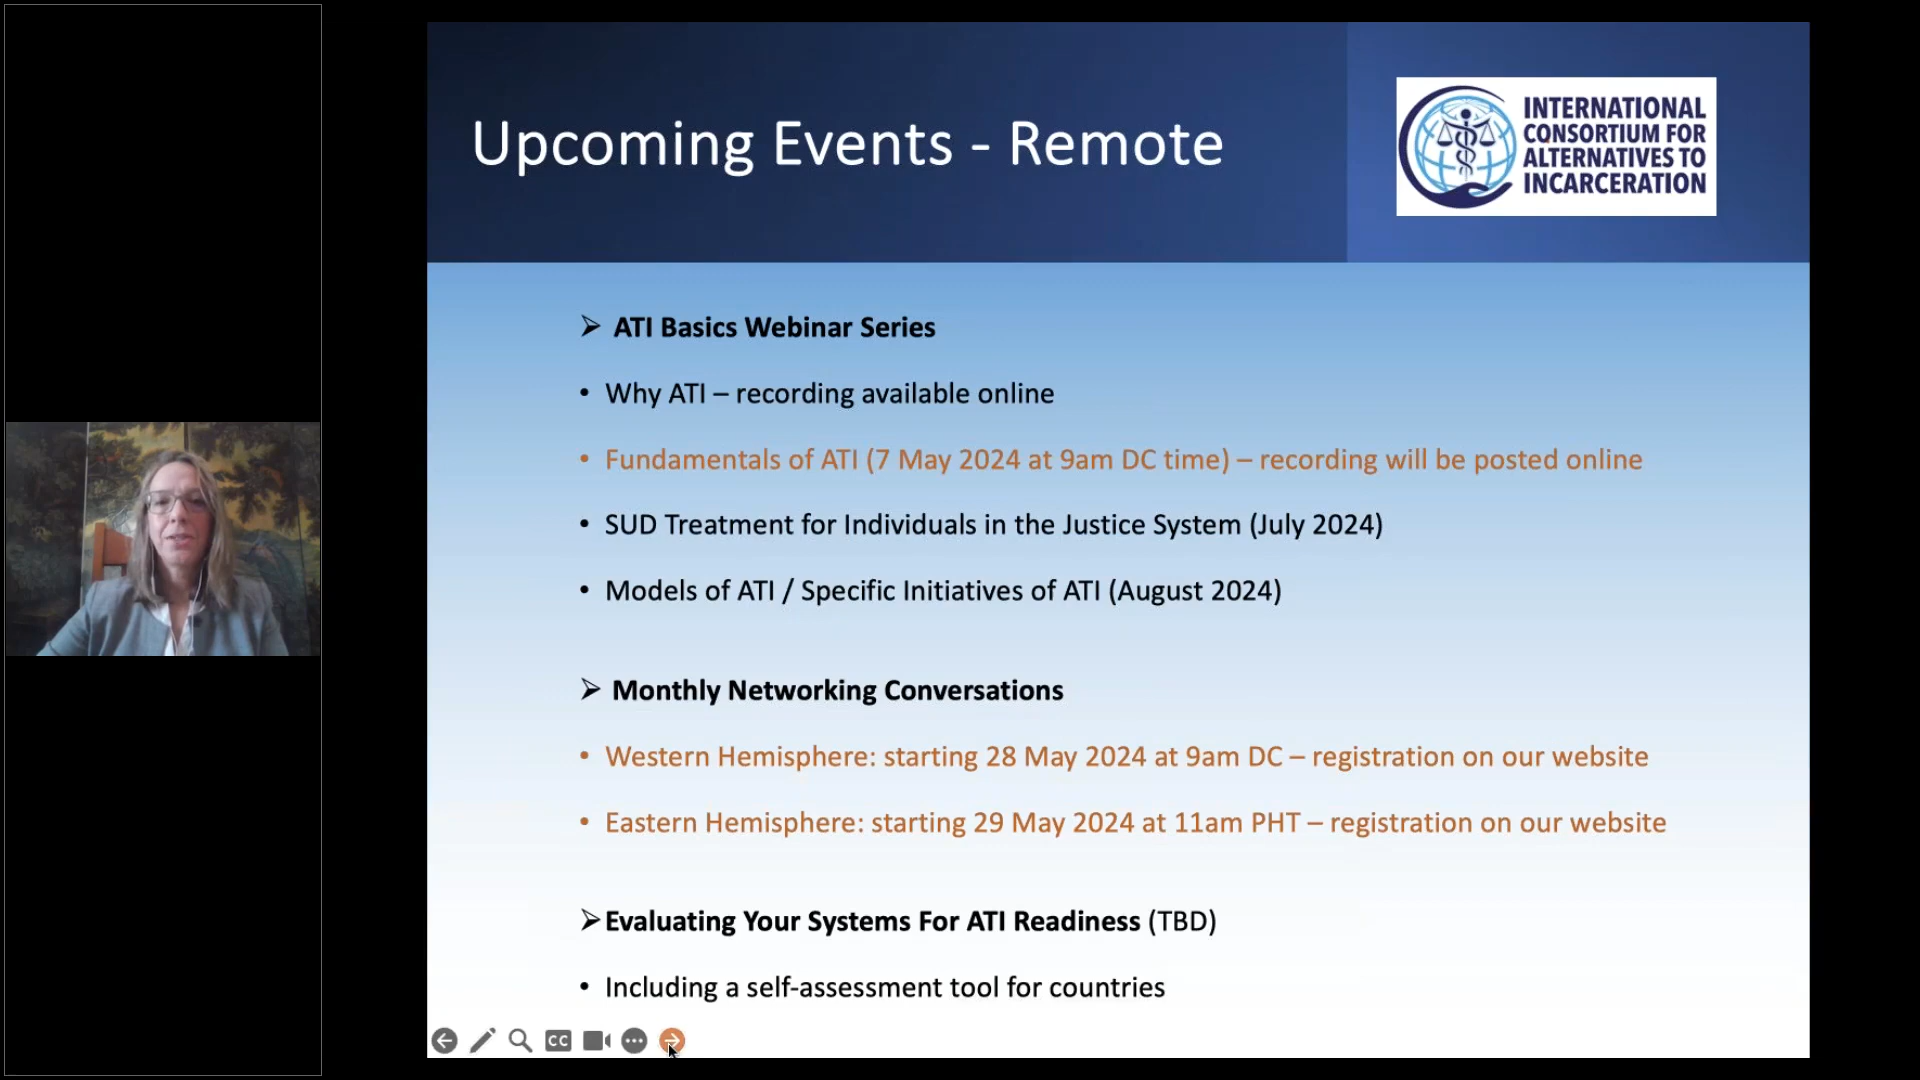 Upcoming Events - Remote
INTERNATIONAL
CONSORTIUM FOR
ALTERNATIVES TO
INCARCERATION
➢ ATI Basics Webinar Series
• Why ATI – recording available online
• Fundamentals of ATI (7 May 2024 at 9am DC time) – recording will be posted online
• SUD Treatment for Individuals in the Justice System (July 2024)
• Models of ATI / Specific Initiatives of ATI (August 2024)
➢ Monthly Networking Conversations
• Western Hemisphere: starting 28 May 2024 at 9am DC – registration on our website
• Eastern Hemisphere: starting 29 May 2024 at 11am PHT – registration on our website
➢Evaluating Your Systems For ATI Readiness (TBD)
• Including a self-assessment tool for countries
CC